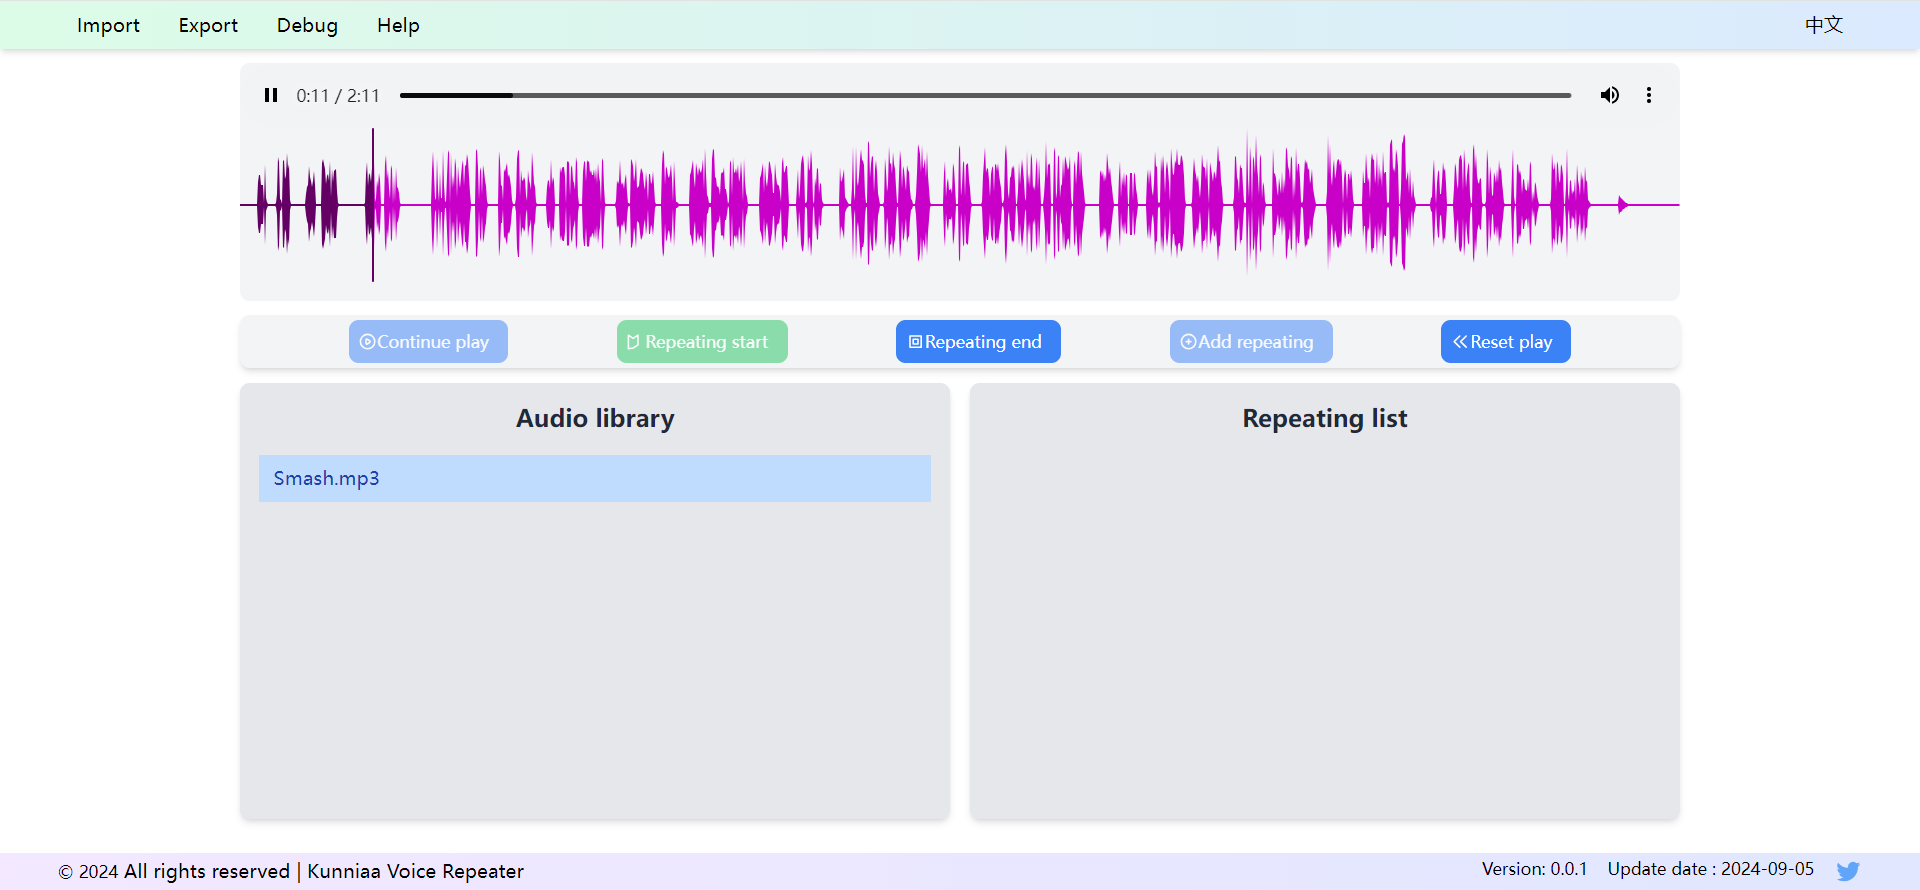 Import Export Debug Help 中文
0:11 / 2:11
Continue play Repeating start Repeating end Add repeating Reset play
Audio library
Smash.mp3
Repeating list
© 2024 All rights reserved | Kunniaa Voice Repeater Version: 0.0.1 Update date : 2024-09-05